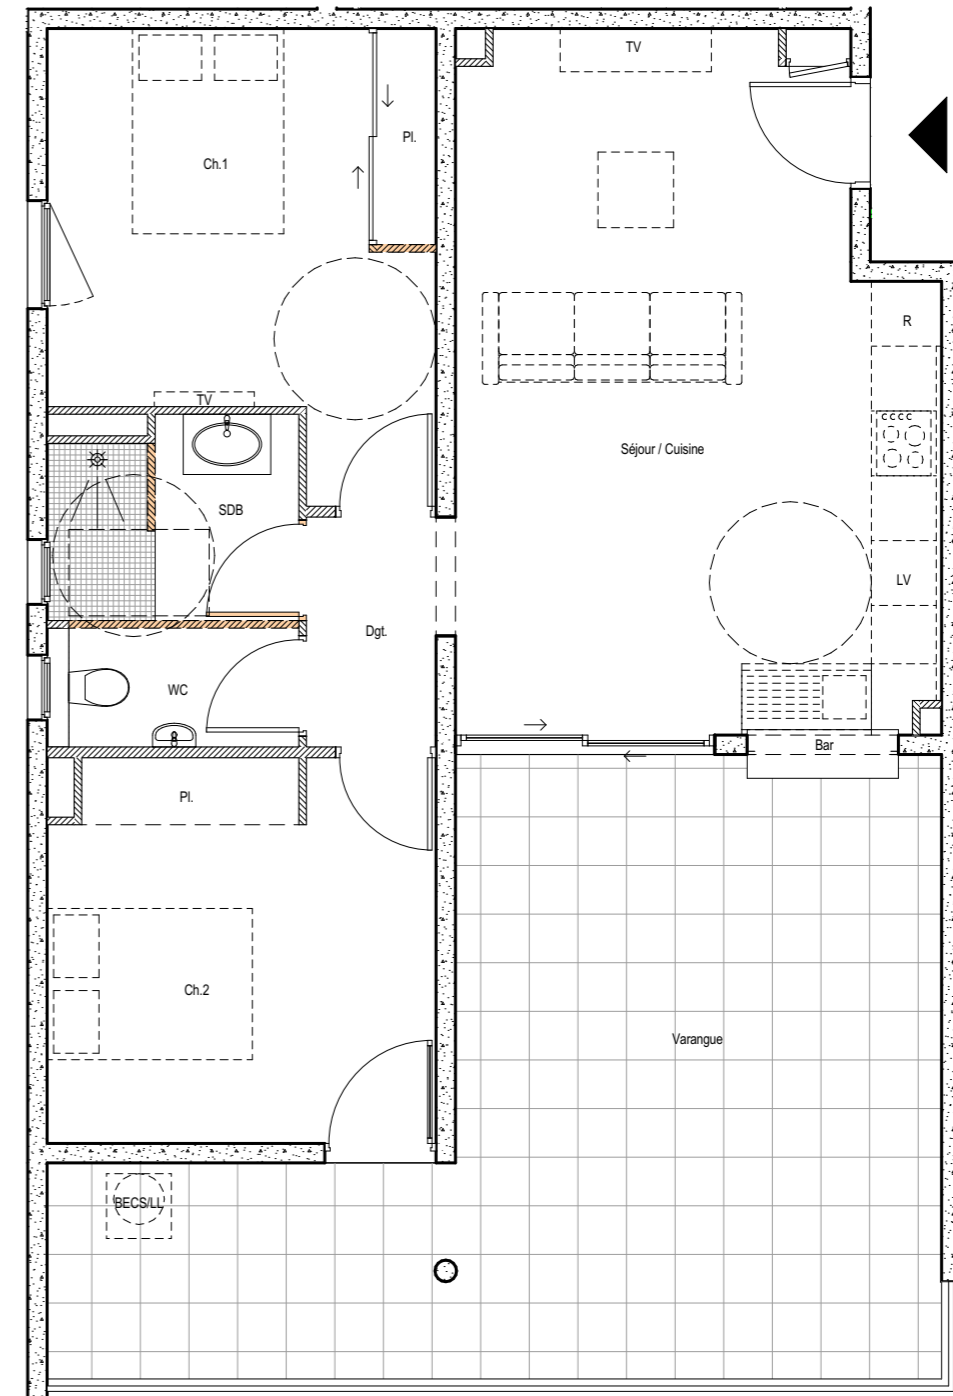 TV
Pl.
Ch.1
R
TV
Séjour / Cuisine
SDB
LV
Dgt.
WC
Bar
Pl.
Ch.2
Varangue
BECS/LL